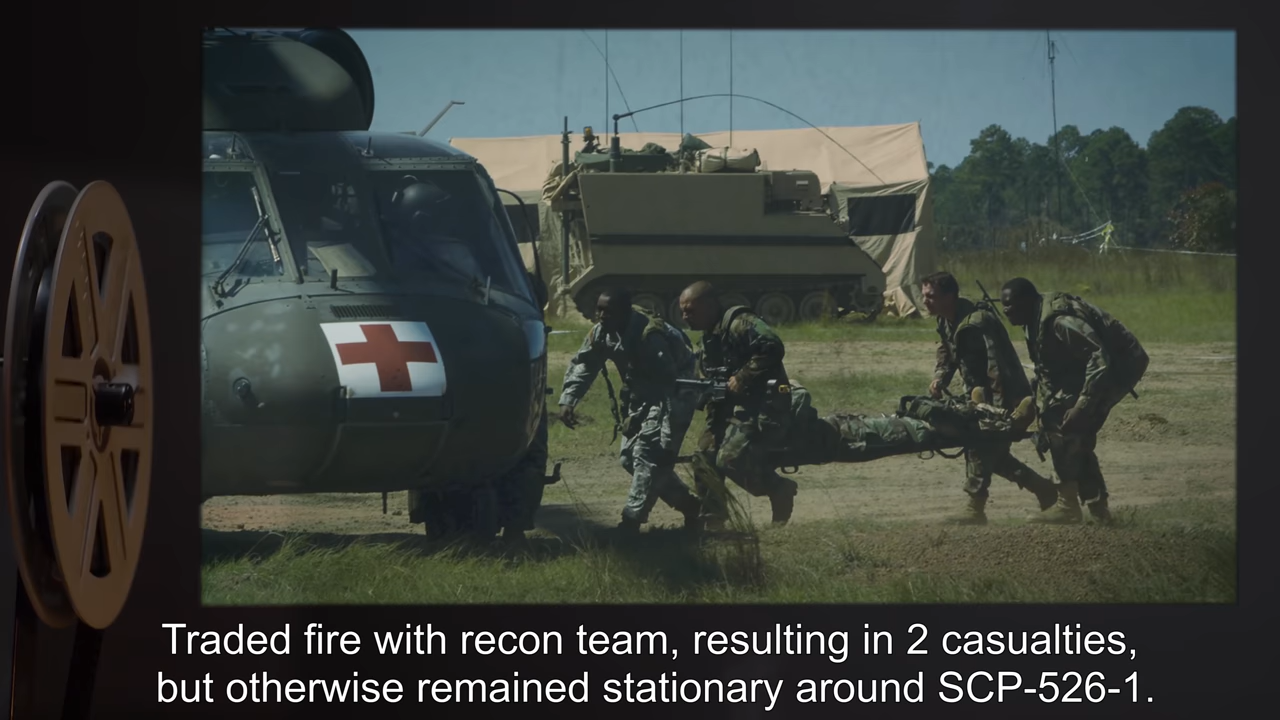 Traded fire with recon team, resulting in 2 casualties,
but otherwise remained stationary around SCP-526-1.